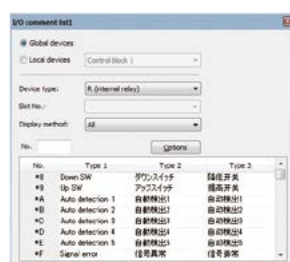 I/O comment list1
Global devices
Local devices Control block 1
Device type: R (Internal relay)
Slot No.:
Display method: All
No. Options
No. Type 1 Type 2 Type 3
*8 Down SW ダウンスイッチ 降低开关
*9 Up SW アップスイッチ 提高开关
*A Auto detection 1 自動検出1 自动検出1
*B Auto detection 2 自動検出2 自动検出2
*C Auto detection 3 自動検出3 自动検出3
*D Auto detection 4 自動検出4 自动検出4
*E Auto detection 5 自動検出5 自动検出5
*F Signal error 信号異常 信号异常